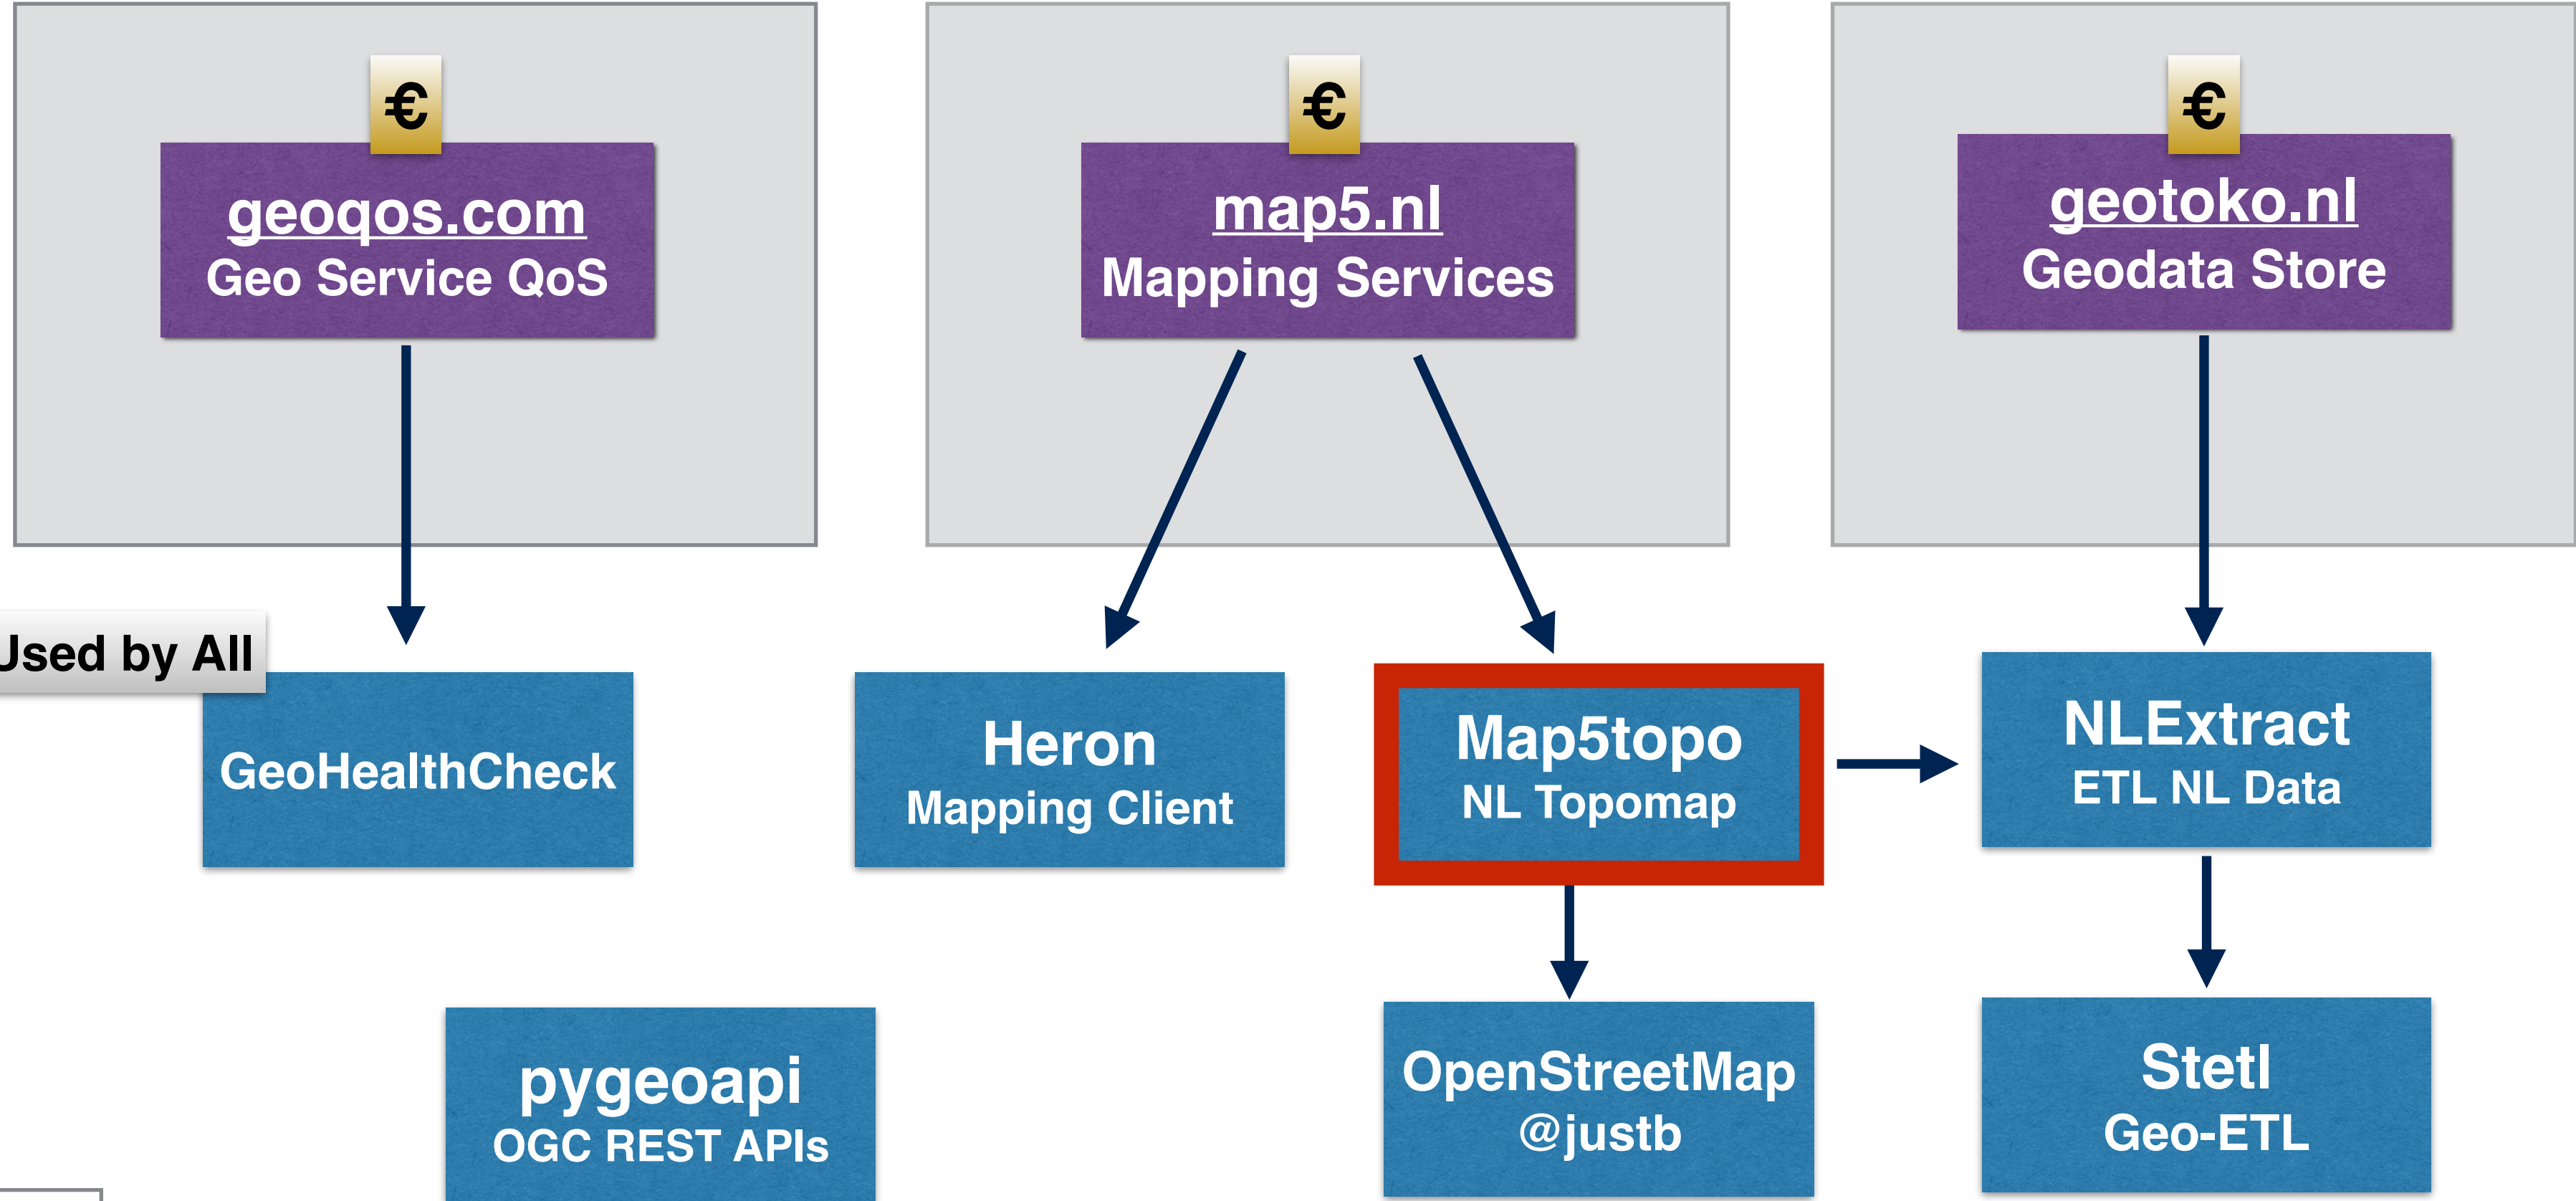 €
geoqos.com
Geo Service QoS
€
map5.nl
Mapping Services
€
geotoko.nl
Geodata Store
Used by All
GeoHealthCheck
Heron
Mapping Client
Map5topo
NL Topomap
NLExtract
ETL NL Data
pygeoapi
OGC REST APIs
OpenStreetMap
@justb
Stetl
Geo-ETL